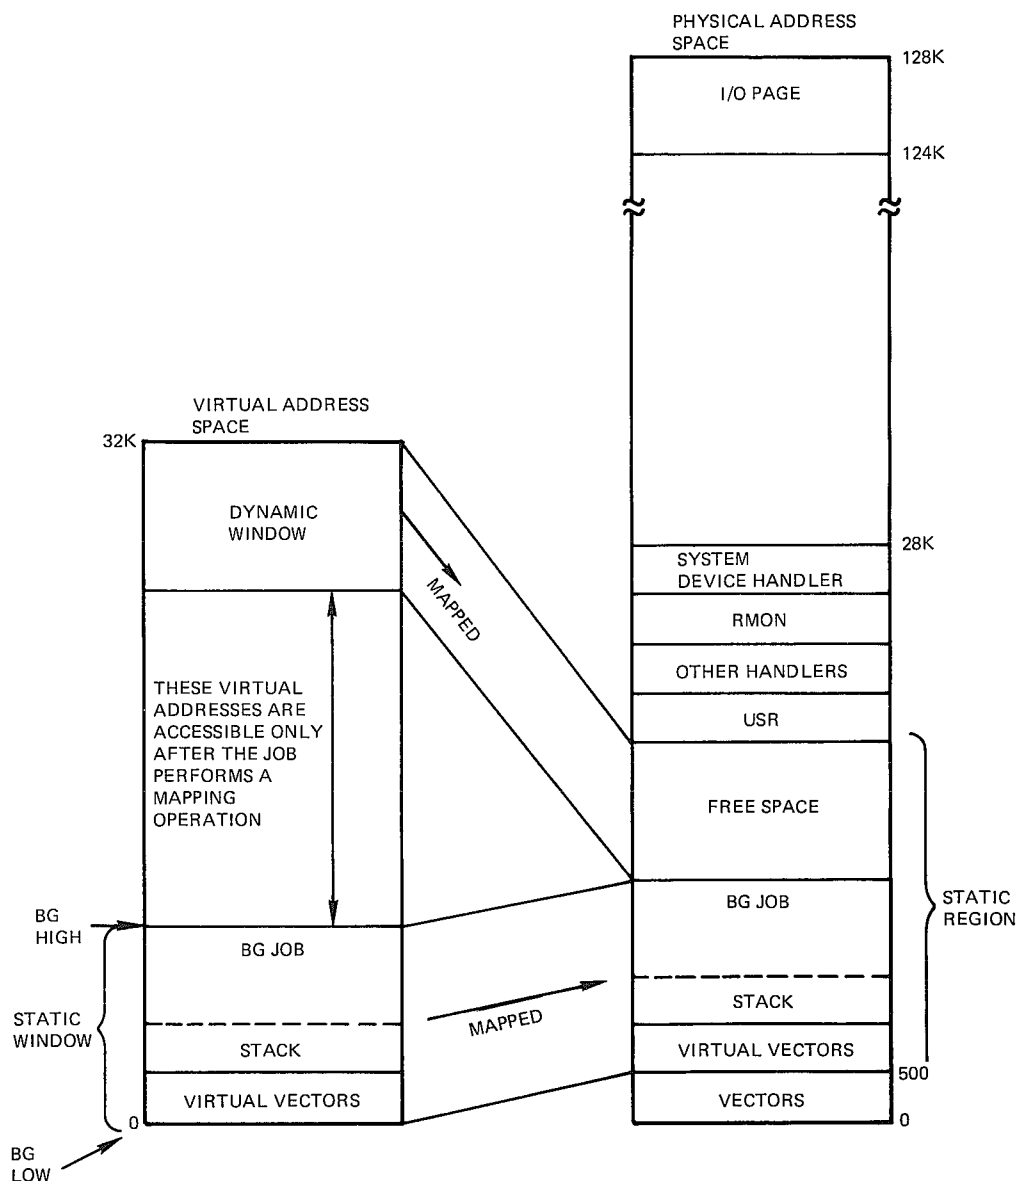 PHYSICAL ADDRESS
SPACE
128K
I/O PAGE
124K
VIRTUAL ADDRESS
SPACE
32K
DYNAMIC
WINDOW
MAPPED
THESE VIRTUAL
ADDRESSES ARE
ACCESSIBLE ONLY
AFTER THE JOB
PERFORMS A
MAPPING
OPERATION
BG
HIGH
BG JOB
STATIC
WINDOW
STACK
VIRTUAL VECTORS
0
BG
LOW
MAPPED
28K
SYSTEM
DEVICE HANDLER
RMON
OTHER HANDLERS
USR
FREE SPACE
BG JOB
STATIC
REGION
STACK
VIRTUAL VECTORS
500
VECTORS
0